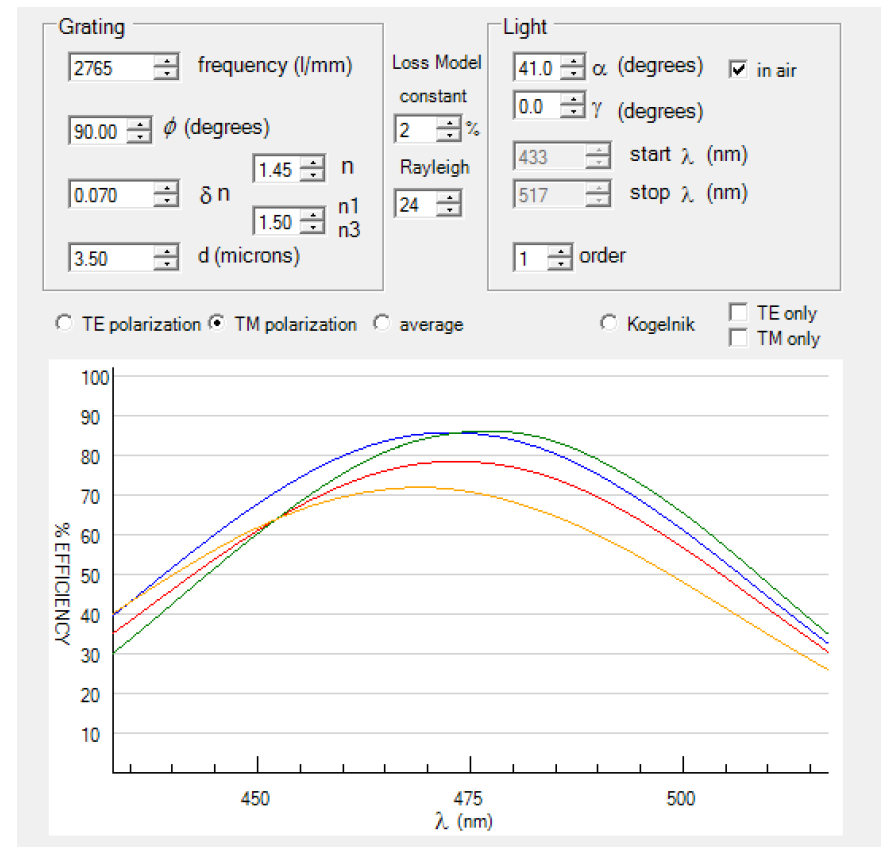 Grating
2765 frequency (l/mm)
90.00 ϕ (degrees)
1.45 n
0.070 δ n
1.50 n1
n3
3.50 d (microns)
Loss Model
constant
2 %
Rayleigh
24
Light
41.0 α (degrees) in air
0.0 γ (degrees)
433 start λ (nm)
517 stop λ (nm)
1 order
TE polarization TM polarization average Kogelnik
TE only
TM only
% EFFICIENCY
100
90
80
70
60
50
40
30
20
10
450 475 500
λ (nm)